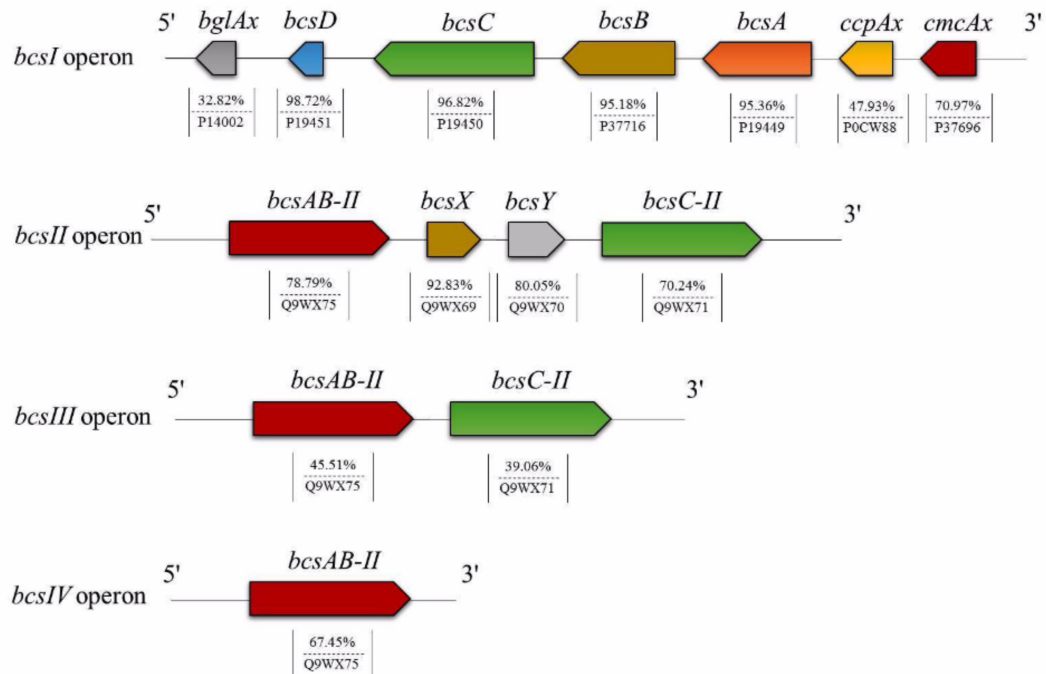 5' bglAx bcsD bcsC bcsB bcsA ccpAx cmcAx 3'
bcsI operon
32.82% 98.72% 96.82% 95.18% 95.36% 47.93% 70.97%
P14002 P19451 P19450 P37716 P19449 P0CW88 P37696
5' bcsAB-II bcsX bcsY bcsC-II 3'
bcsII operon
78.79% 92.83% 80.05% 70.24%
Q9WX75 Q9WX69 Q9WX70 Q9WX71
5' bcsAB-II bcsC-II 3'
bcsIII operon
45.51% 39.06%
Q9WX75 Q9WX71
5' bcsAB-II 3'
bcsIV operon
67.45%
Q9WX75